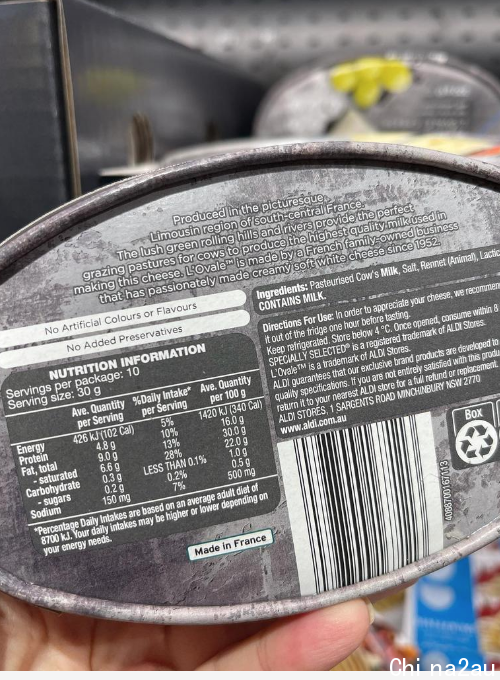 Produced in the picturesque
Limousin region of south-central France.
The lush green rolling hills and rivers provide the perfect
grazing pastures for cows to produce the highest quality milk used in
making this cheese. L'Ovale™ is made by a French family-owned business
that has passionately made creamy soft white cheese since 1952.
No Artificial Colours or Flavours
No Added Preservatives
NUTRITION INFORMATION
Servings per package: 10
Serving size: 30 g
Ave. Quantity per Serving %Daily Intake* per Serving Ave. Quantity per 100 g
Energy 426 kJ (102 Cal) 5% 1420 kJ (340 Cal)
Protein 4.8 g 10% 16.0 g
Fat, total 9.0 g 13% 30.0 g
- saturated 6.6 g 28% 22.0 g
Carbohydrate 0.3 g LESS THAN 0.1% 1.0 g
- sugars 0.2 g 0.2% 0.5 g
Sodium 150 mg 7% 500 mg
*Percentage Daily Intakes are based on an average adult diet of
8700 kJ. Your daily intakes may be higher or lower depending on
your energy needs.
Made in France
Ingredients: Pasteurised Cow's Milk, Salt, Rennet (Animal), Lactic
CONTAINS MILK.
Directions For Use: In order to appreciate your cheese, we recommend
it out of the fridge one hour before tasting.
Keep refrigerated. Store below 4 °C. Once opened, consume within
SPECIALLY SELECTED® is a registered trademark of ALDI Stores.
L'Ovale™ is a trademark of ALDI Stores.
ALDI guarantees that our exclusive brand products are developed to
quality specifications. If you are not entirely satisfied with this
return it to your nearest ALDI store for a full refund or replacement.
ALDI STORES, 1 SARGENTS ROAD MINCHINBURY NSW 2770
www.aldi.com.au
Box
China2au